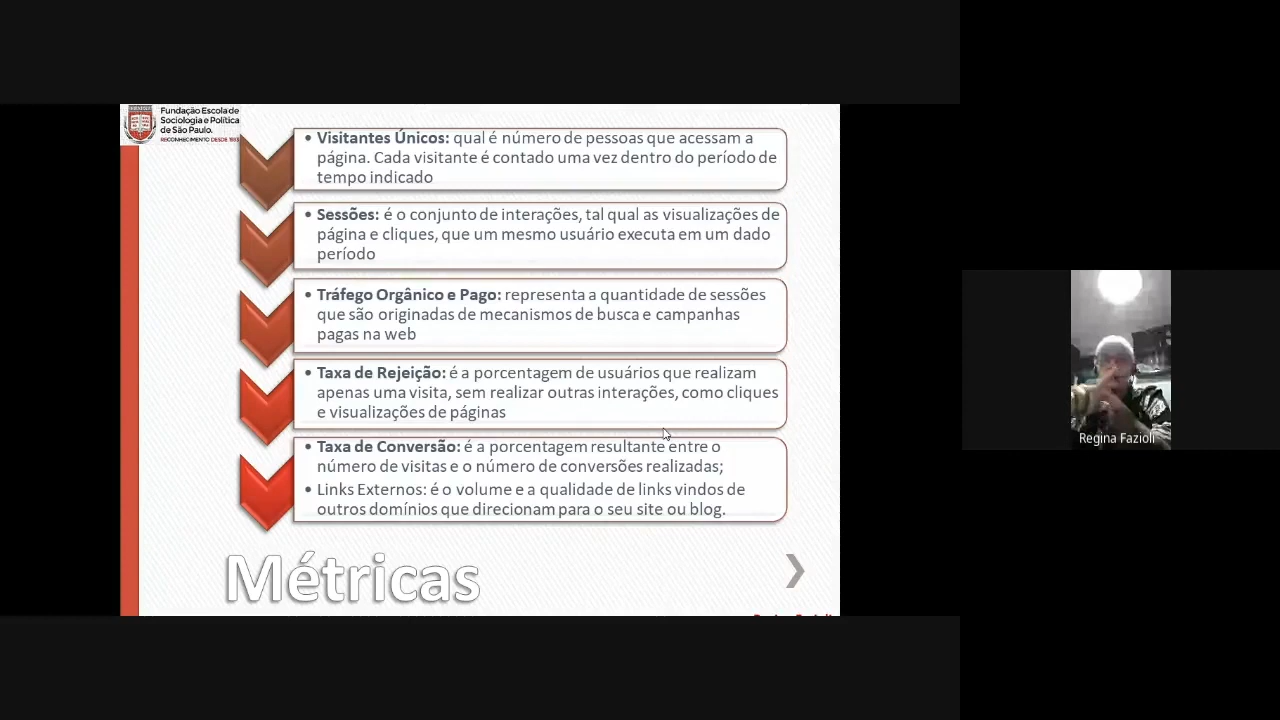 Fundação Escola de
Sociologia e Política
de São Paulo.
RECONHECIMENTO DESDE 1933
• Visitantes Únicos: qual é número de pessoas que acessam a
página. Cada visitante é contado uma vez dentro do período de
tempo indicado
• Sessões: é o conjunto de interações, tal qual as visualizações de
página e cliques, que um mesmo usuário executa em um dado
período
• Tráfego Orgânico e Pago: representa a quantidade de sessões
que são originadas de mecanismos de busca e campanhas
pagas na web
• Taxa de Rejeição: é a porcentagem de usuários que realizam
apenas uma visita, sem realizar outras interações, como cliques
e visualizações de páginas
• Taxa de Conversão: é a porcentagem resultante entre o
número de visitas e o número de conversões realizadas;
• Links Externos: é o volume e a qualidade de links vindos de
outros domínios que direcionam para o seu site ou blog.
Métricas
Regina Fazioli